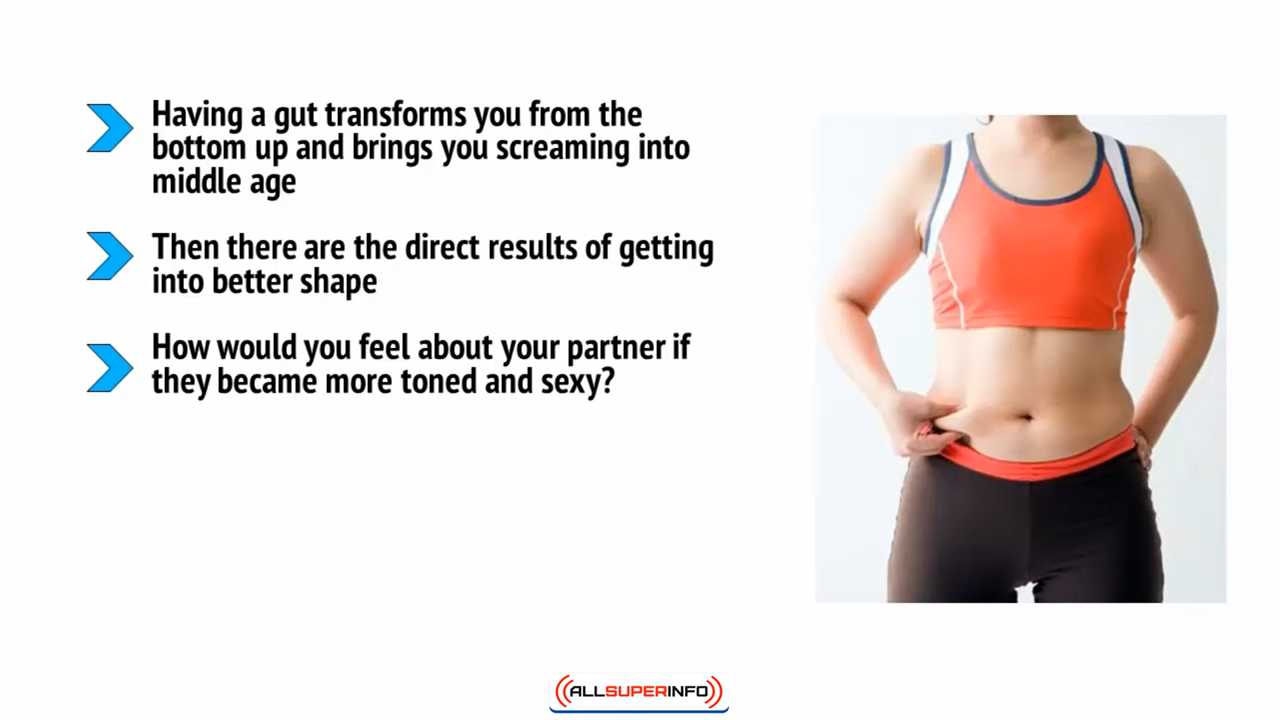 Having a gut transforms you from the
bottom up and brings you screaming into
middle age
Then there are the direct results of getting
into better shape
How would you feel about your partner if
they became more toned and sexy?
ALLSUPERINFO